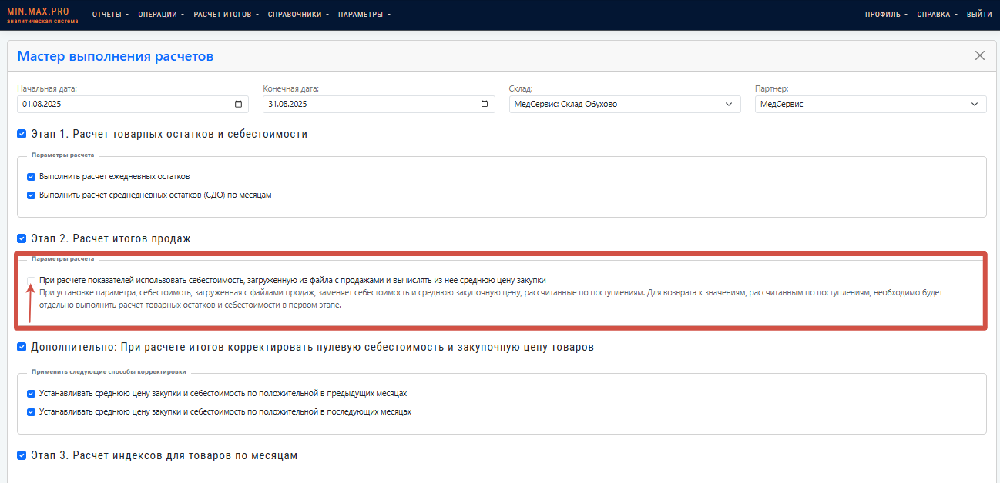 MIN.MAX.PRO
аналитическая система
ОТЧЕТЫ ОПЕРАЦИИ РАСЧЕТ ИТОГОВ СПРАВОЧНИКИ ПАРАМЕТРЫ ПРОФИЛЬ СПРАВКА ВЫЙТИ
Мастер выполнения расчетов
Начальная дата: Конечная дата: Склад: Партнер:
01.08.2025 31.08.2025 МедСервис: Склад Обухово МедСервис
Этап 1. Расчет товарных остатков и себестоимости
Параметры расчета
Выполнить расчет ежедневных остатков
Выполнить расчет среднедневных остатков (СДО) по месяцам
Этап 2. Расчет итогов продаж
Параметры расчета
При расчете показателей использовать себестоимость, загруженную из файла с продажами и вычислять из нее среднюю цену закупки
При установке параметра, себестоимоть, загруженная с файлами продаж, заменяет себестоимость и среднюю закупочную цену, рассчитанные по поступлениям. Для возврата к значениям, рассчитанным по поступлениям, необходимо будет
отдельно выполнить расчет товарных остатков и себестоимости в первом этапе.
Дополнительно: При расчете итогов корректировать нулевую себестоимость и закупочную цену товаров
Применить следующие способы корректировки
Устанавливать среднюю цену закупки и себестоимость по положительной в предыдущих месяцах
Устанавливать среднюю цену закупки и себестоимость по положительной в последующих месяцах
Этап 3. Расчет индексов для товаров по месяцам